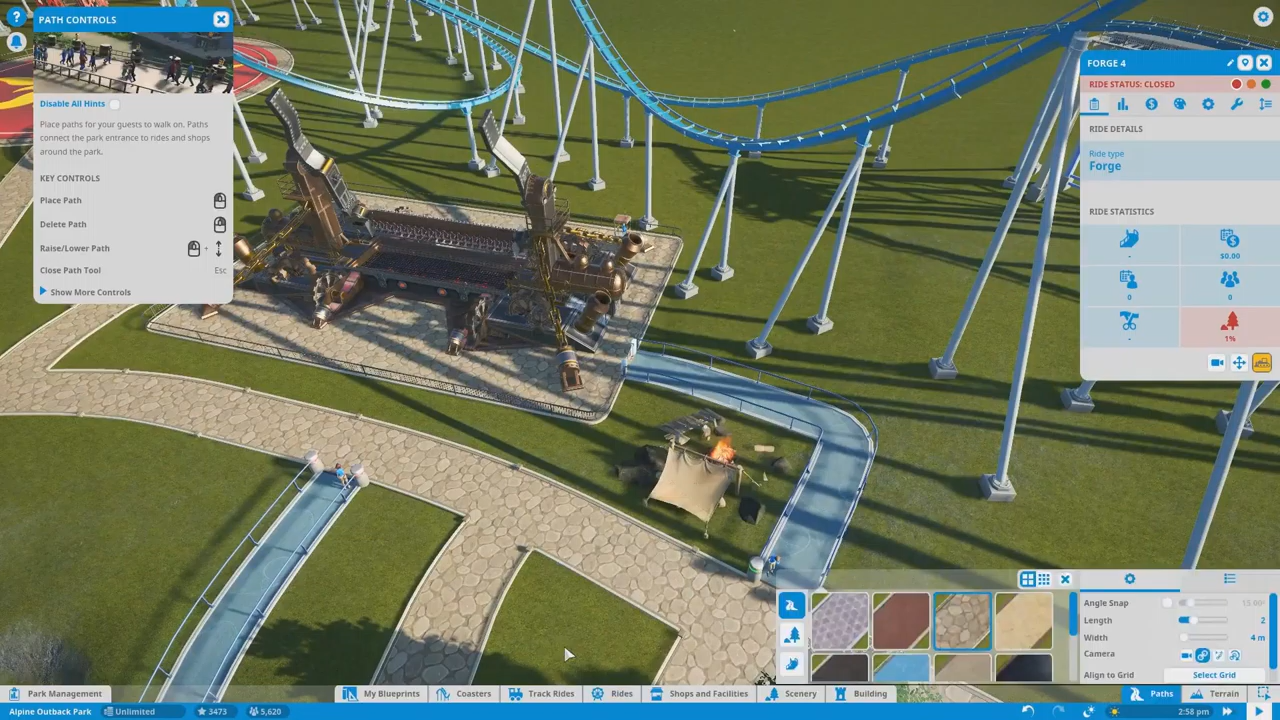 ?
PATH CONTROLS
Disable All Hints
Place paths for your guests to walk on. Paths
connect the park entrance to rides and shops
around the park.
KEY CONTROLS
Place Path
Delete Path
Raise/Lower Path +
Close Path Tool Esc
Show More Controls
FORGE 4
RIDE STATUS: CLOSED
RIDE DETAILS
Ride type
Forge
RIDE STATISTICS
-
$0.00
0
0
-
1%
Angle Snap 15.00°
Length 2
Width 4 m
Camera
Align to Grid Select Grid
Park Management
My Blueprints
Coasters
Track Rides
Rides
Shops and Facilities
Scenery
Building
Paths
Terrain
Alpine Outback Park
Unlimited
3473
5,620
2:58 pm